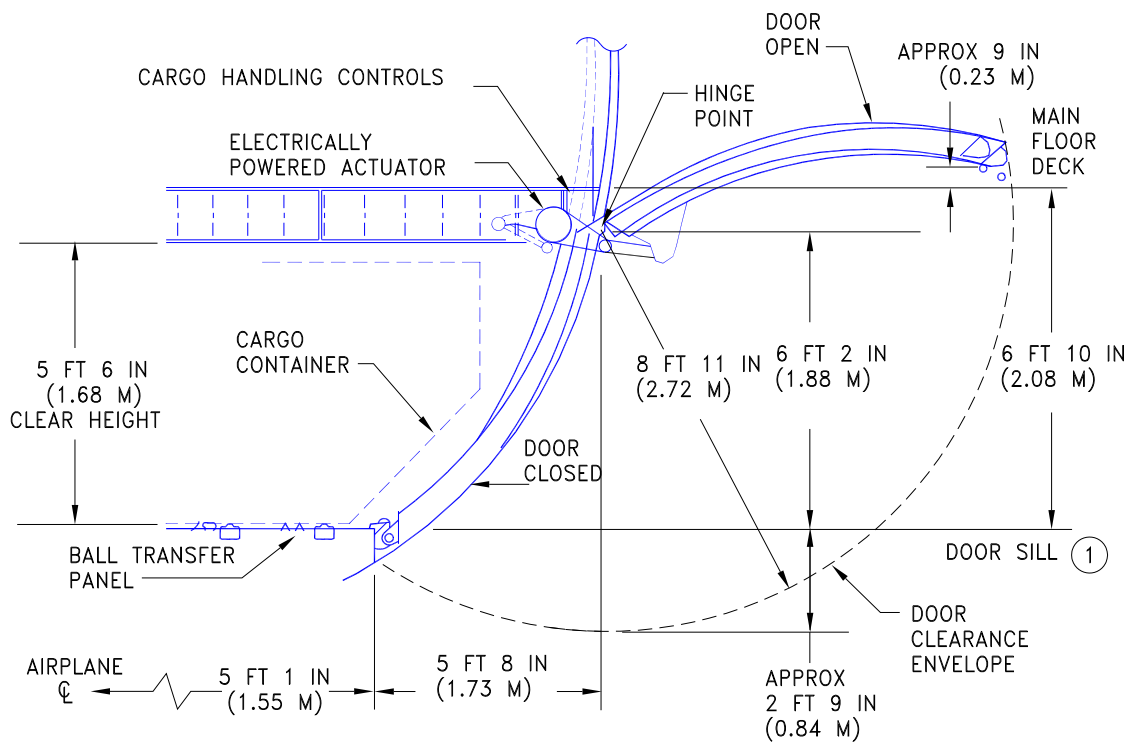 DOOR
OPEN
APPROX 9 IN
(0.23 M)
CARGO HANDLING CONTROLS
HINGE
POINT
MAIN
FLOOR
DECK
ELECTRICALLY
POWERED ACTUATOR
CARGO
CONTAINER
5 FT 6 IN
(1.68 M)
CLEAR HEIGHT
8 FT 11 IN
(2.72 M)
6 FT 2 IN
(1.88 M)
6 FT 10 IN
(2.08 M)
DOOR
CLOSED
BALL TRANSFER
PANEL
DOOR SILL 1
DOOR
CLEARANCE
ENVELOPE
AIRPLANE
℄
5 FT 1 IN
(1.55 M)
5 FT 8 IN
(1.73 M)
APPROX
2 FT 9 IN
(0.84 M)